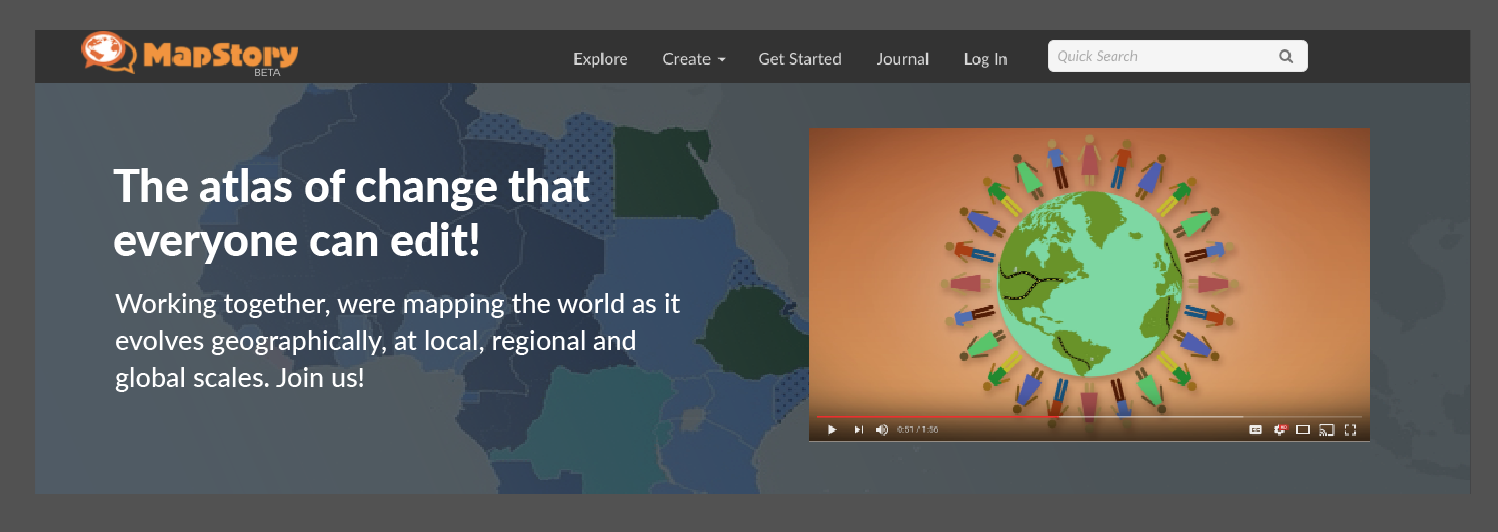 MapStory
BETA
Explore Create Get Started Journal Log In Quick Search
The atlas of change that
everyone can edit!
Working together, were mapping the world as it
evolves geographically, at local, regional and
global scales. Join us!
0:51 / 1:56